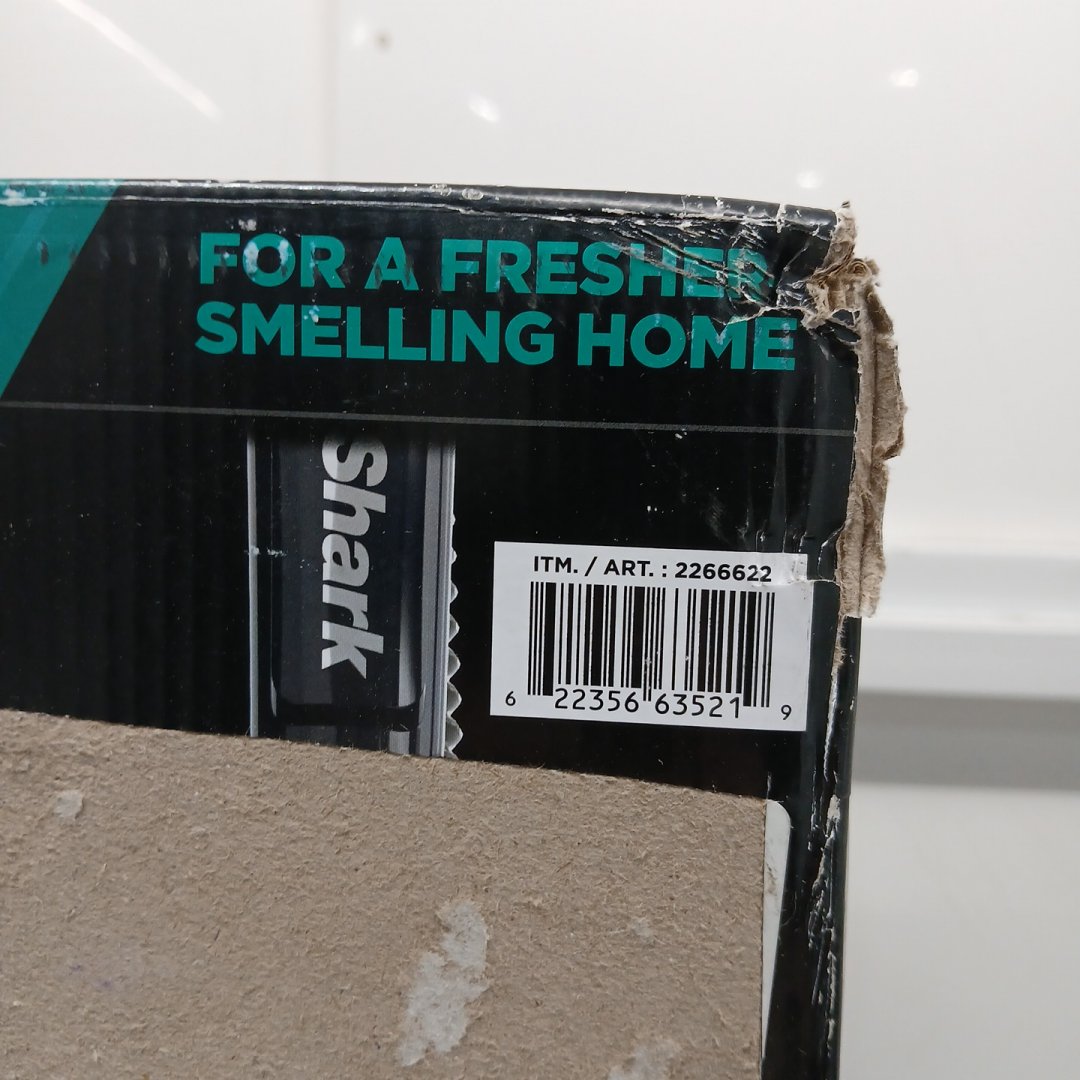 FOR A FRESHER
SMELLING HOME
shark
ITM. / ART. : 2266622
6 22356 63521 9